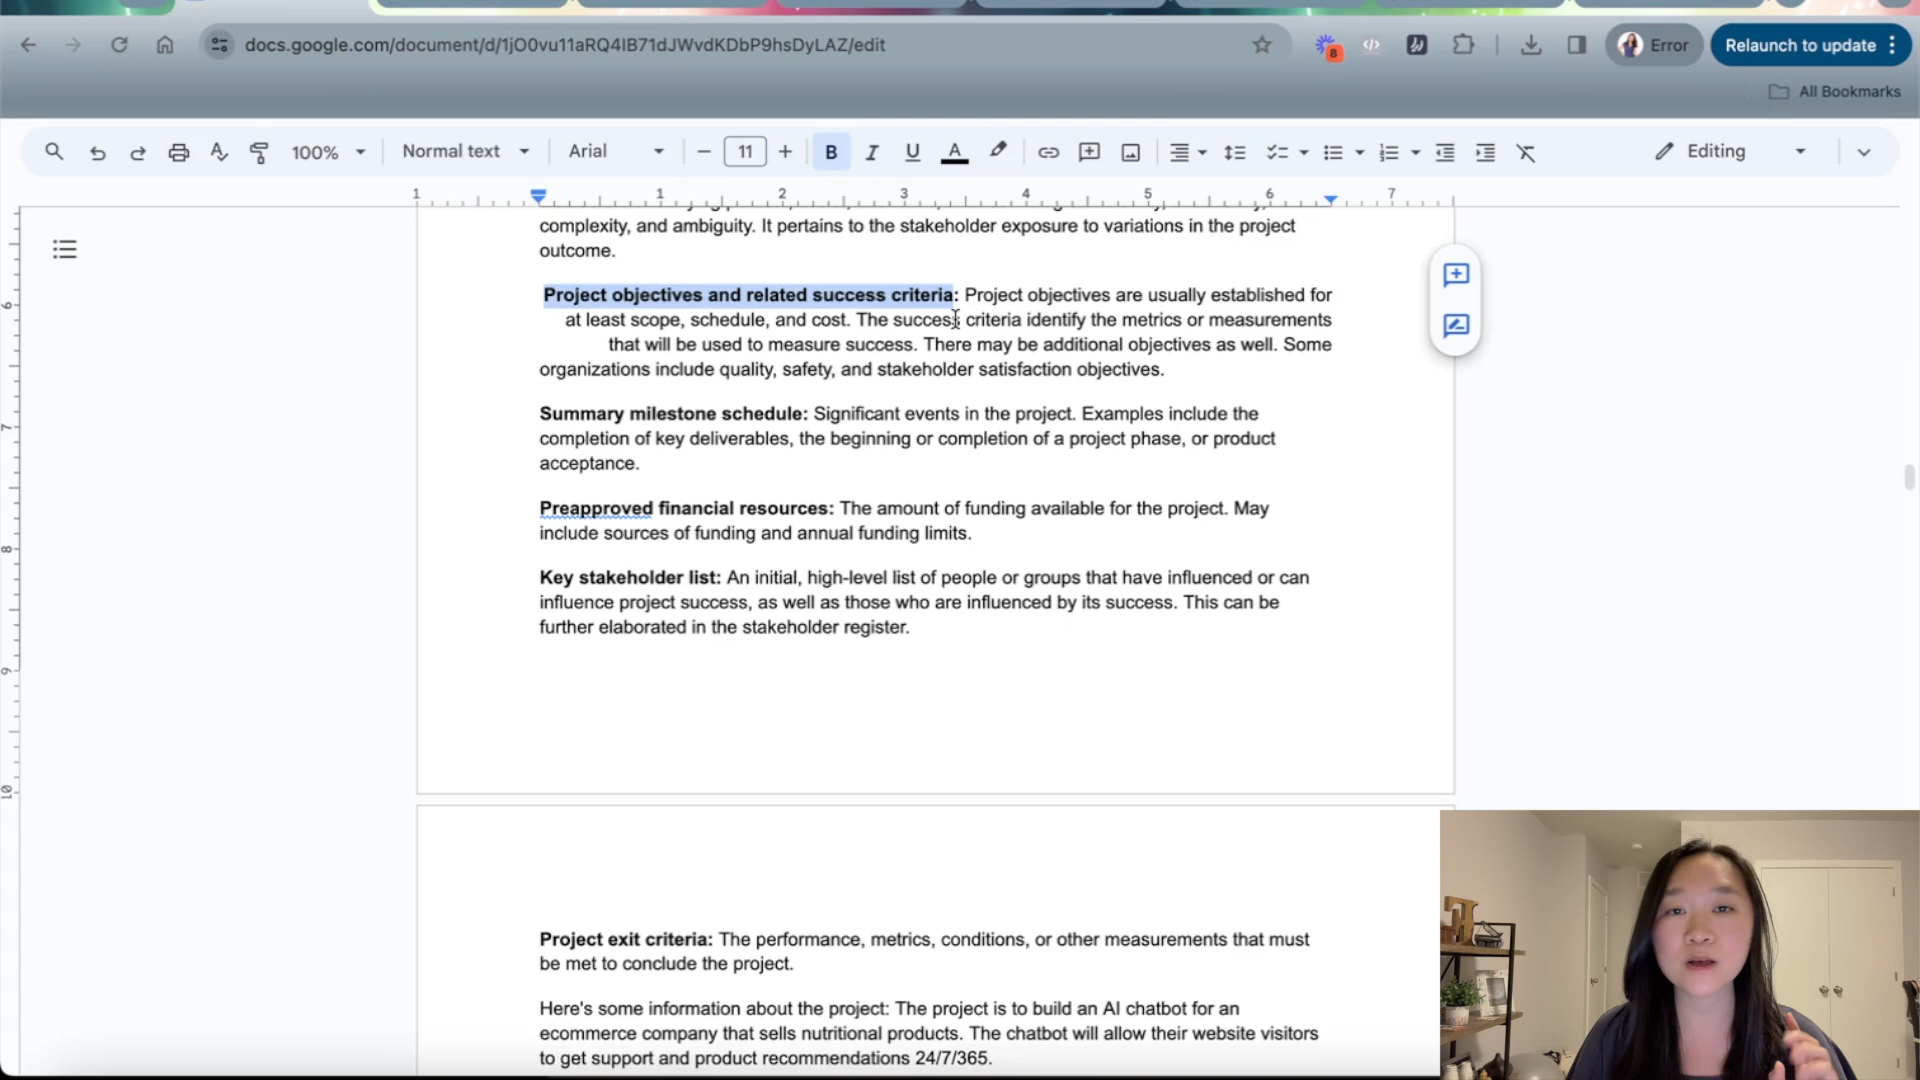 docs.google.com/document/d/1jO0vu11aRQ4IB71dJWvdKDbP9hsDyLAZ/edit
8
Error
Relaunch to update
All Bookmarks
100%
Normal text
Arial
11
B
I
U
A
Editing
1 1 2 3 4 5 6 7
complexity, and ambiguity. It pertains to the stakeholder exposure to variations in the project
outcome.
Project objectives and related success criteria: Project objectives are usually established for
at least scope, schedule, and cost. The success criteria identify the metrics or measurements
that will be used to measure success. There may be additional objectives as well. Some
organizations include quality, safety, and stakeholder satisfaction objectives.
Summary milestone schedule: Significant events in the project. Examples include the
completion of key deliverables, the beginning or completion of a project phase, or product
acceptance.
Preapproved financial resources: The amount of funding available for the project. May
include sources of funding and annual funding limits.
Key stakeholder list: An initial, high-level list of people or groups that have influenced or can
influence project success, as well as those who are influenced by its success. This can be
further elaborated in the stakeholder register.
Project exit criteria: The performance, metrics, conditions, or other measurements that must
be met to conclude the project.
Here's some information about the project: The project is to build an AI chatbot for an
ecommerce company that sells nutritional products. The chatbot will allow their website visitors
to get support and product recommendations 24/7/365.
6
7
8
9
10